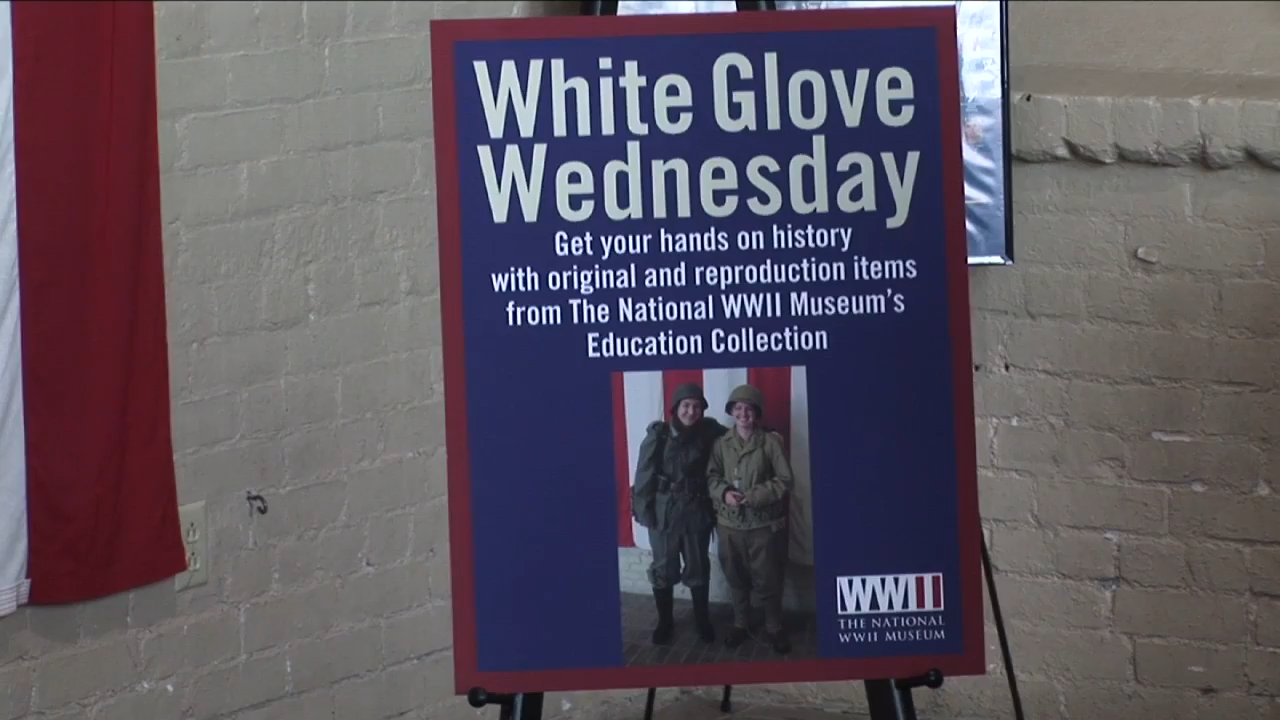 White Glove
Wednesday
Get your hands on history
with original and reproduction items
from The National WWII Museum's
Education Collection
WWII
THE NATIONAL
WWII MUSEUM